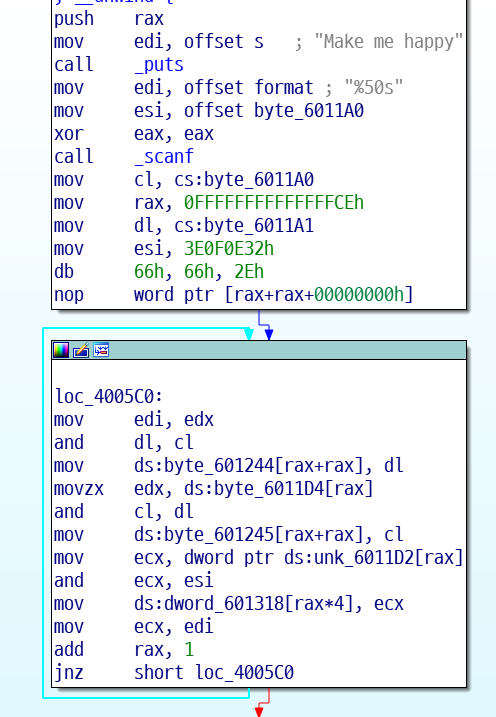 ; __unwind {
push rax
mov edi, offset s ; "Make me happy"
call _puts
mov edi, offset format ; "%50s"
mov esi, offset byte_6011A0
xor eax, eax
call _scanf
mov cl, cs:byte_6011A0
mov rax, 0FFFFFFFFFFFFFFCEh
mov dl, cs:byte_6011A1
mov esi, 3E0F0E32h
db 66h, 66h, 2Eh
nop word ptr [rax+rax+00000000h]
loc_4005C0:
mov edi, edx
and dl, cl
mov ds:byte_601244[rax+rax], dl
movzx edx, ds:byte_6011D4[rax]
and cl, dl
mov ds:byte_601245[rax+rax], cl
mov ecx, dword ptr ds:unk_6011D2[rax]
and ecx, esi
mov ds:dword_601318[rax*4], ecx
mov ecx, edi
add rax, 1
jnz short loc_4005C0